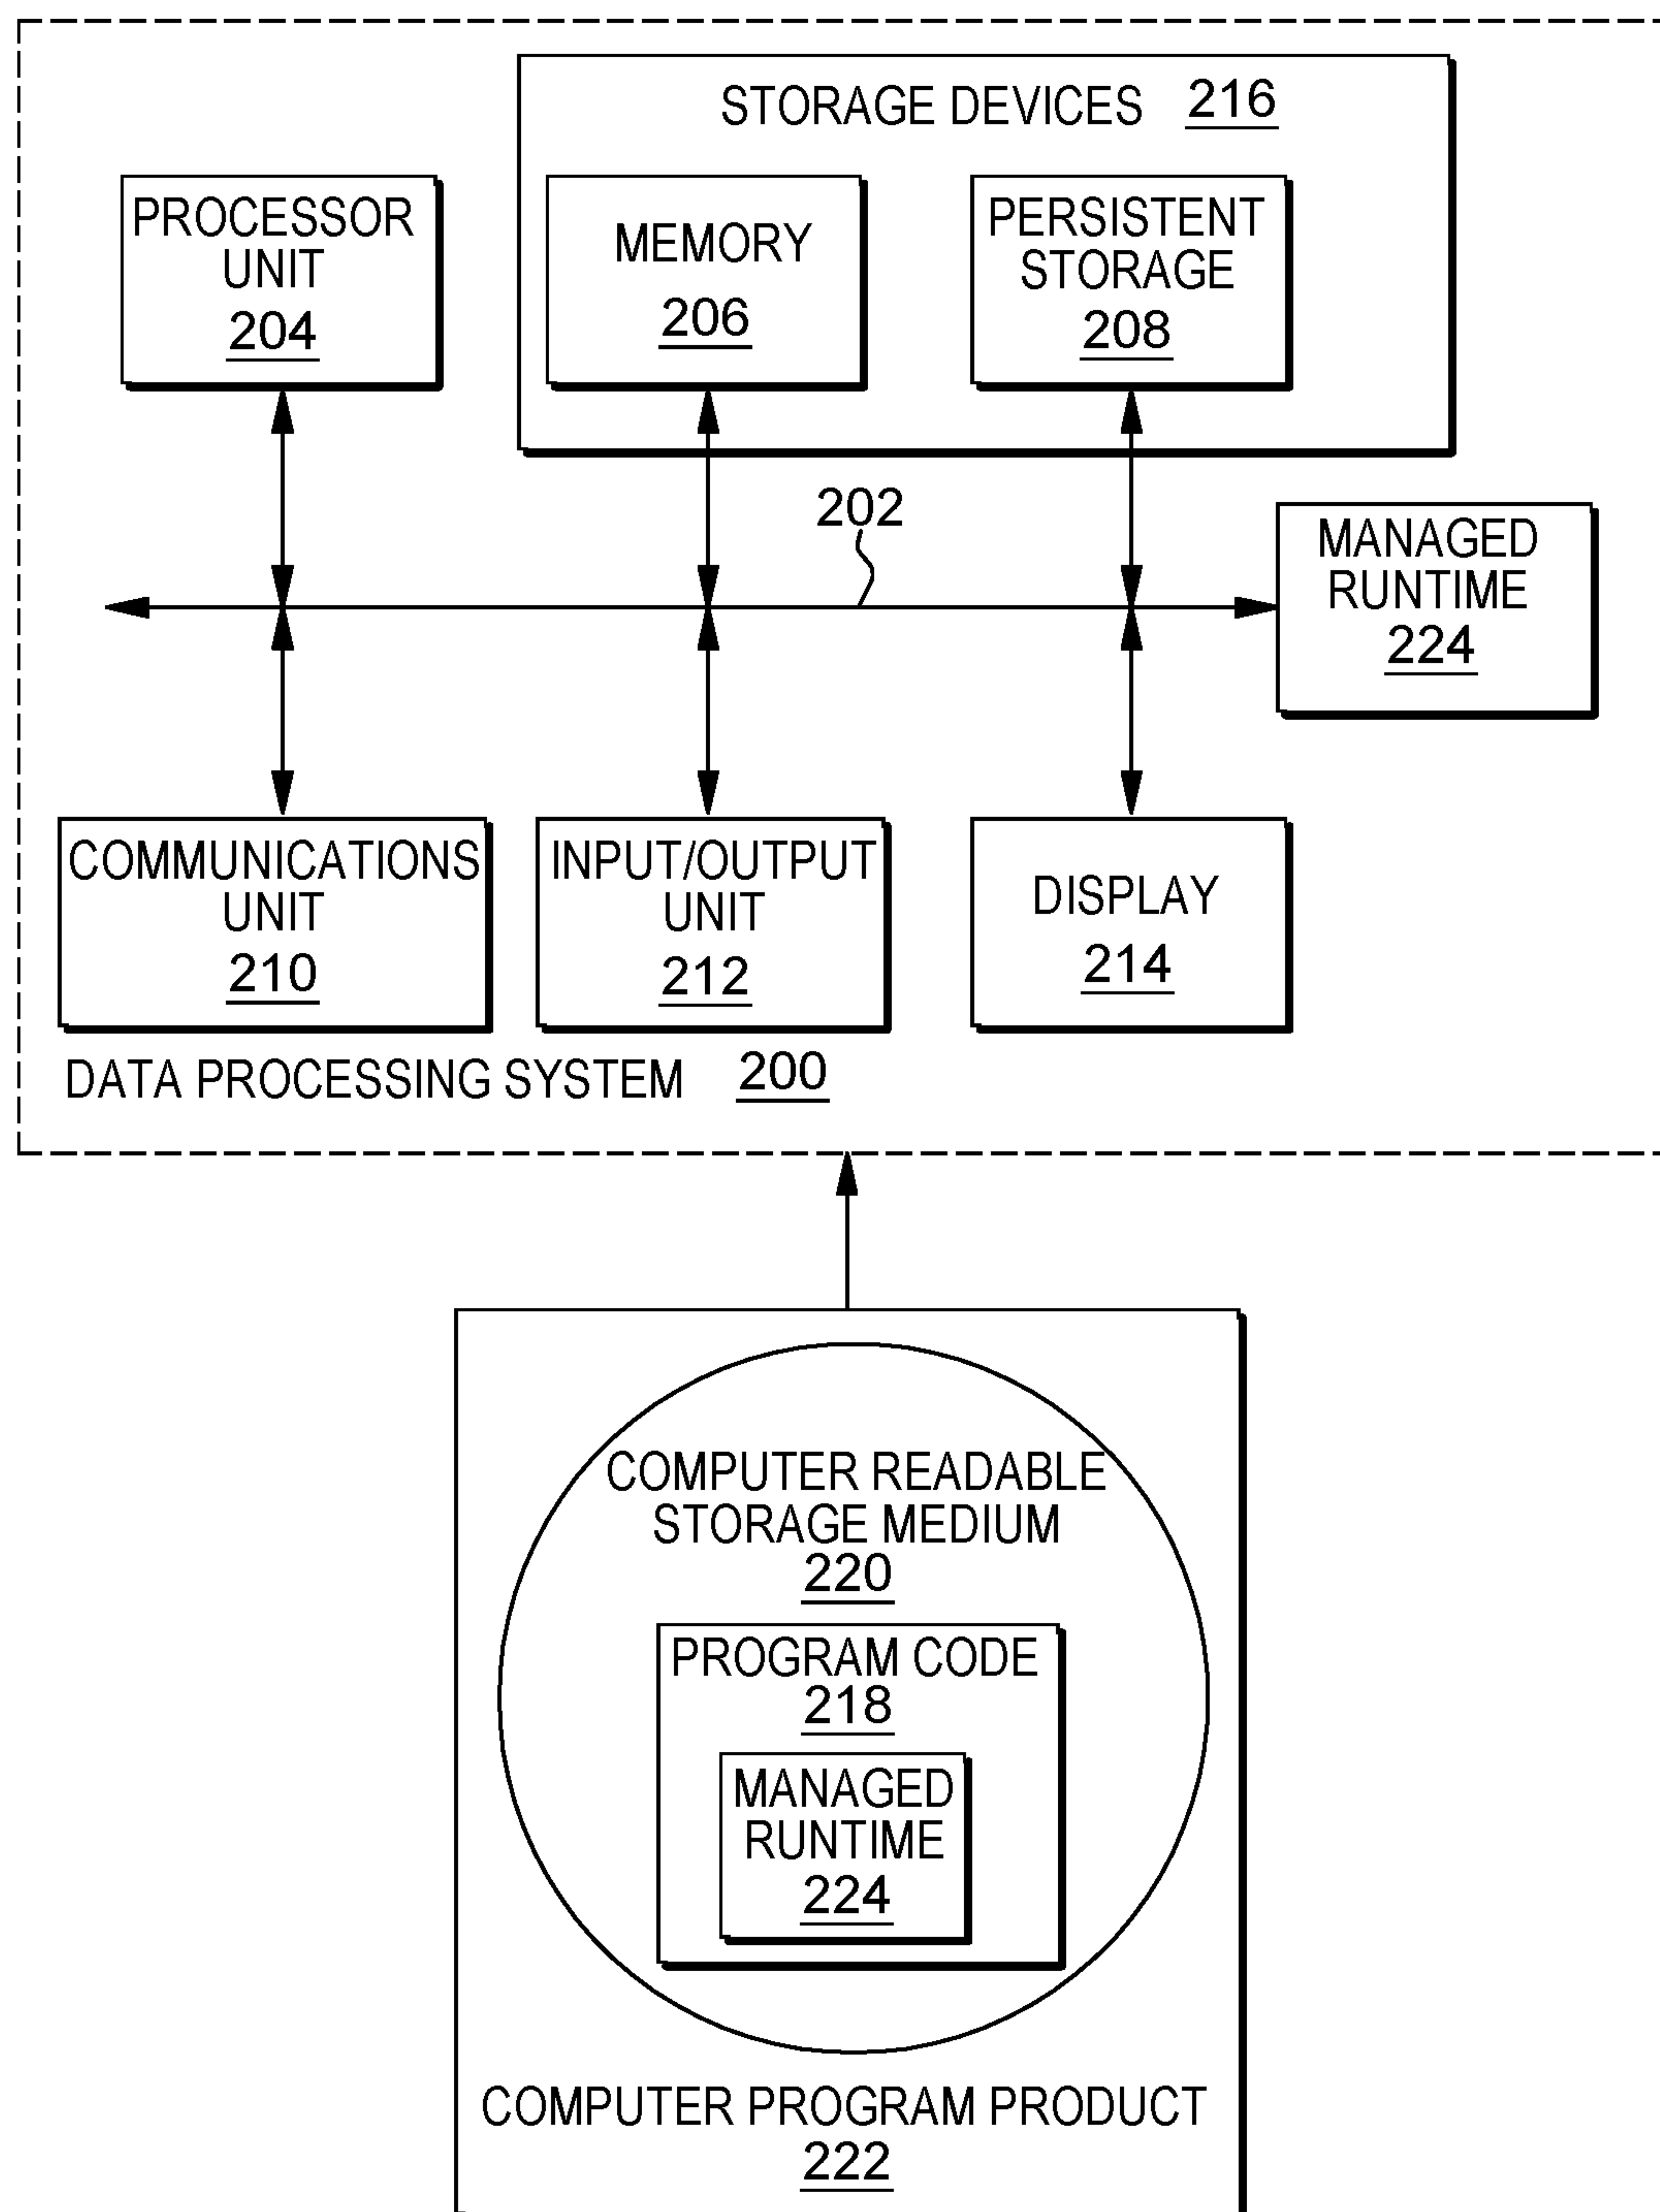 STORAGE DEVICES 216
PROCESSOR
UNIT
204
MEMORY
206
PERSISTENT
STORAGE
208
202
MANAGED
RUNTIME
224
COMMUNICATIONS
UNIT
210
INPUT/OUTPUT
UNIT
212
DISPLAY
214
DATA PROCESSING SYSTEM 200
COMPUTER READABLE
STORAGE MEDIUM
220
PROGRAM CODE
218
MANAGED
RUNTIME
224
COMPUTER PROGRAM PRODUCT
222